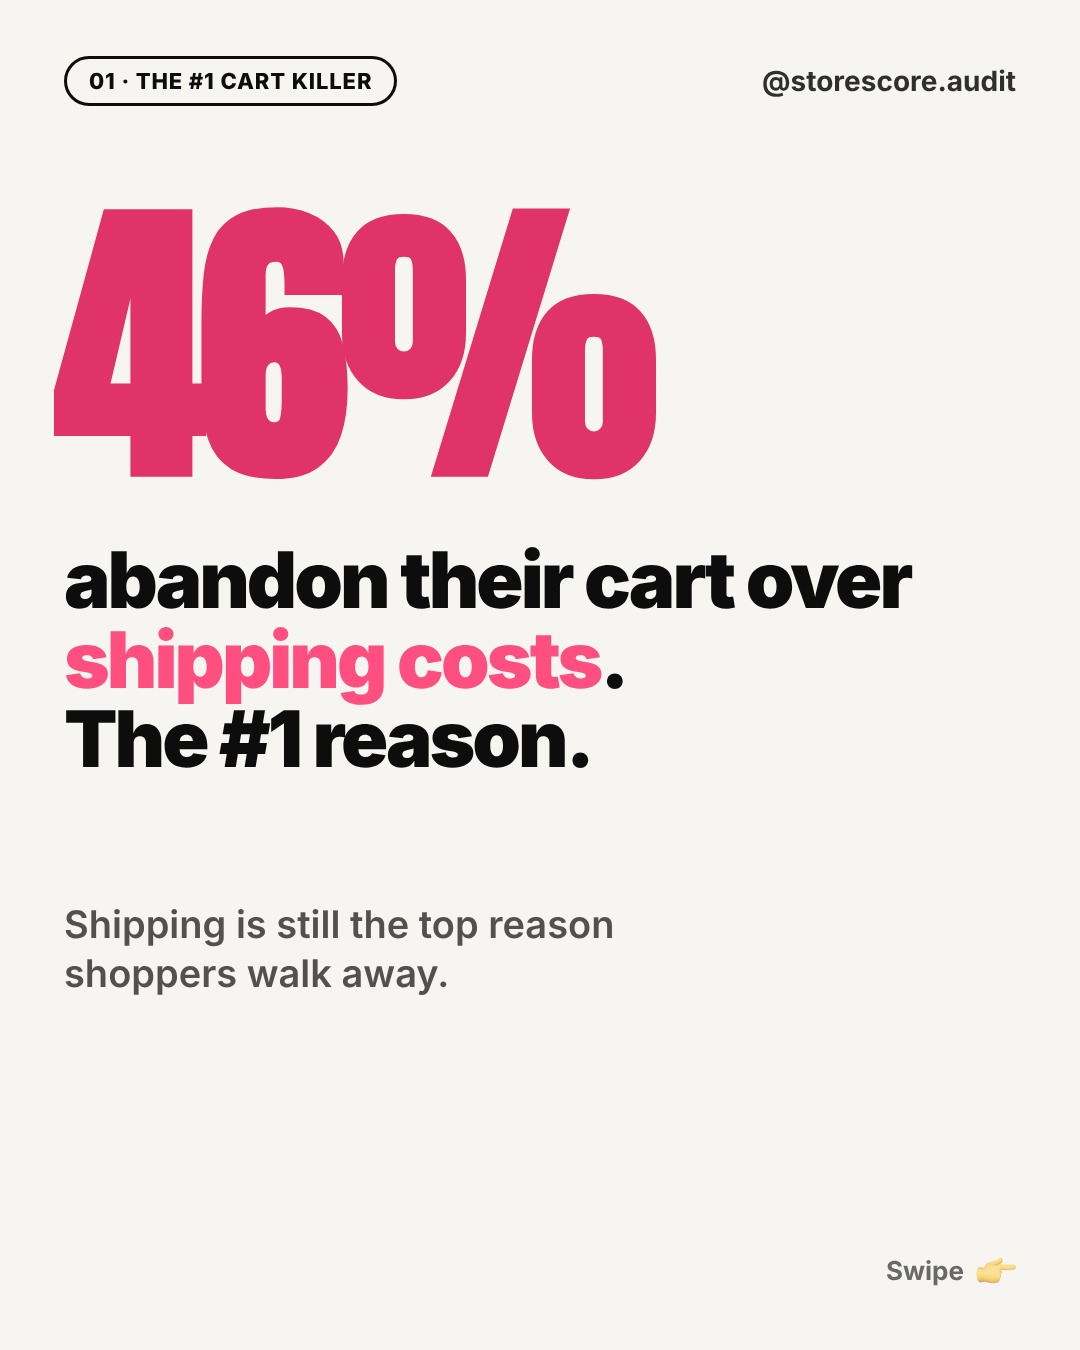 01 · THE #1 CART KILLER
@storescore.audit
46%
abandon their cart over
shipping costs.
The #1 reason.
Shipping is still the top reason
shoppers walk away.
Swipe 👉